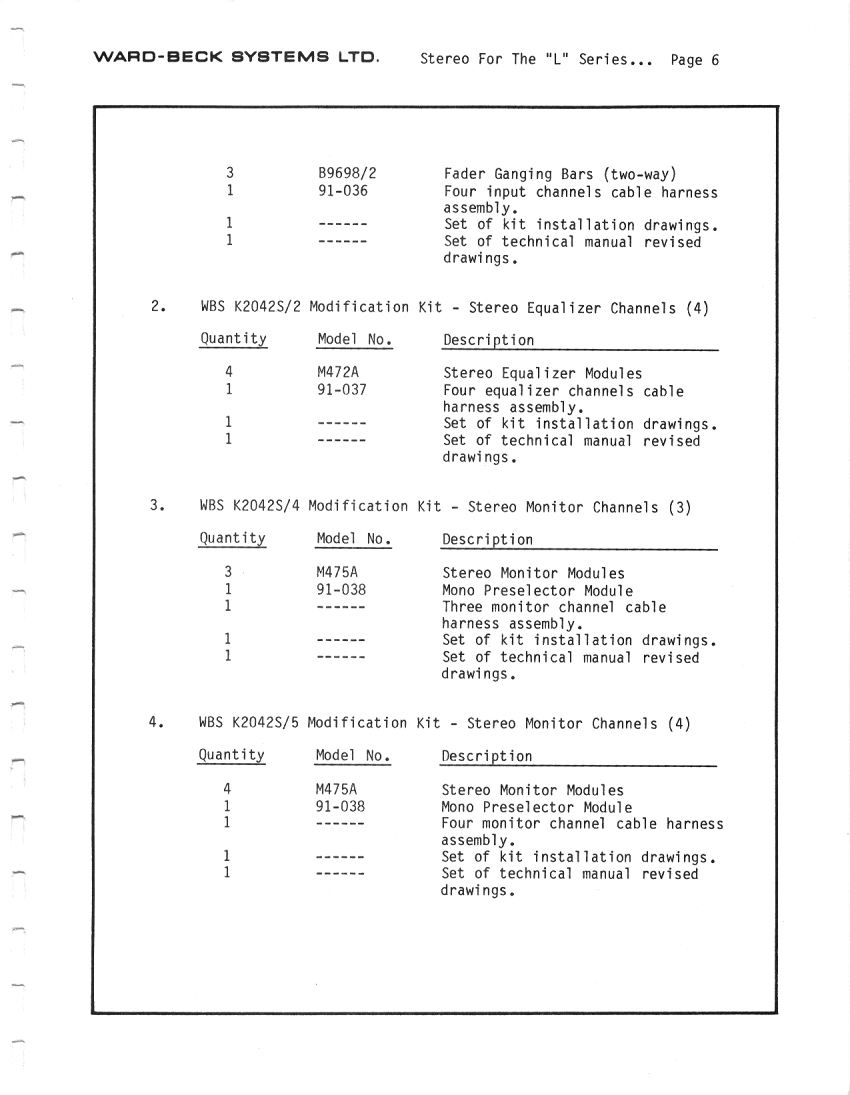 WARD-BECK SYSTEMS LTD. Stereo For The "L" Series... Page 6
3 B9698/2 Fader Ganging Bars (two-way)
1 91-036 Four input channels cable harness
assembly.
1 ------ Set of kit installation drawings.
1 ------ Set of technical manual revised
drawings.
2. WBS K2042S/2 Modification Kit - Stereo Equalizer Channels (4)
Quantity Model No. Description
4 M472A Stereo Equalizer Modules
1 91-037 Four equalizer channels cable
harness assembly.
1 ------ Set of kit installation drawings.
1 ------ Set of technical manual revised
drawings.
3. WBS K2042S/4 Modification Kit - Stereo Monitor Channels (3)
Quantity Model No. Description
3 M475A Stereo Monitor Modules
1 91-038 Mono Preselector Module
1 ------ Three monitor channel cable
harness assembly.
1 ------ Set of kit installation drawings.
1 ------ Set of technical manual revised
drawings.
4. WBS K2042S/5 Modification Kit - Stereo Monitor Channels (4)
Quantity Model No. Description
4 M475A Stereo Monitor Modules
1 91-038 Mono Preselector Module
1 ------ Four monitor channel cable harness
assembly.
1 ------ Set of kit installation drawings.
1 ------ Set of technical manual revised
drawings.